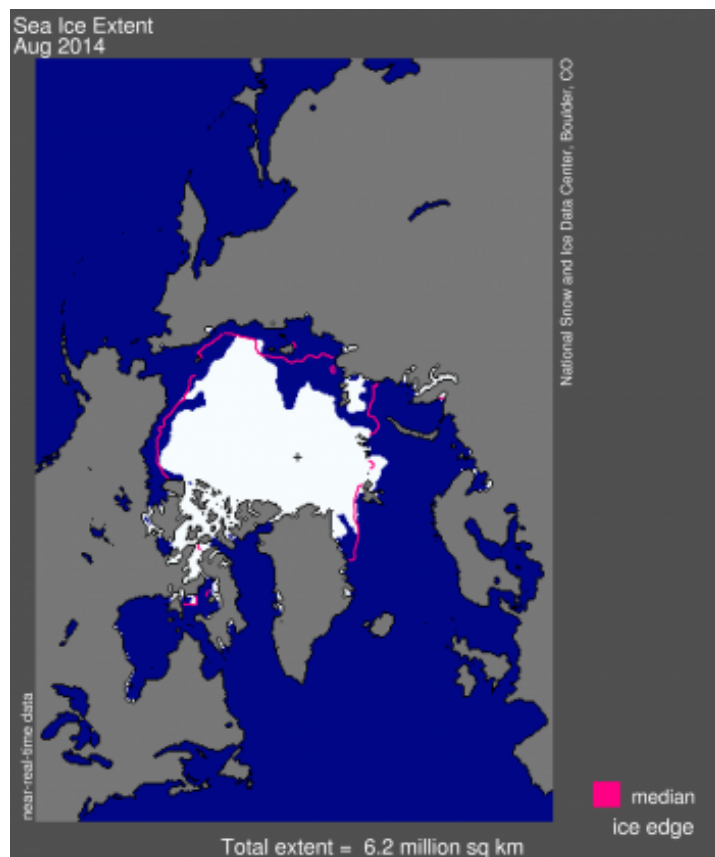 Sea Ice Extent
Aug 2014
National Snow and Ice Data Center, Boulder, CO
near-real-time data
median
ice edge
Total extent = 6.2 million sq km